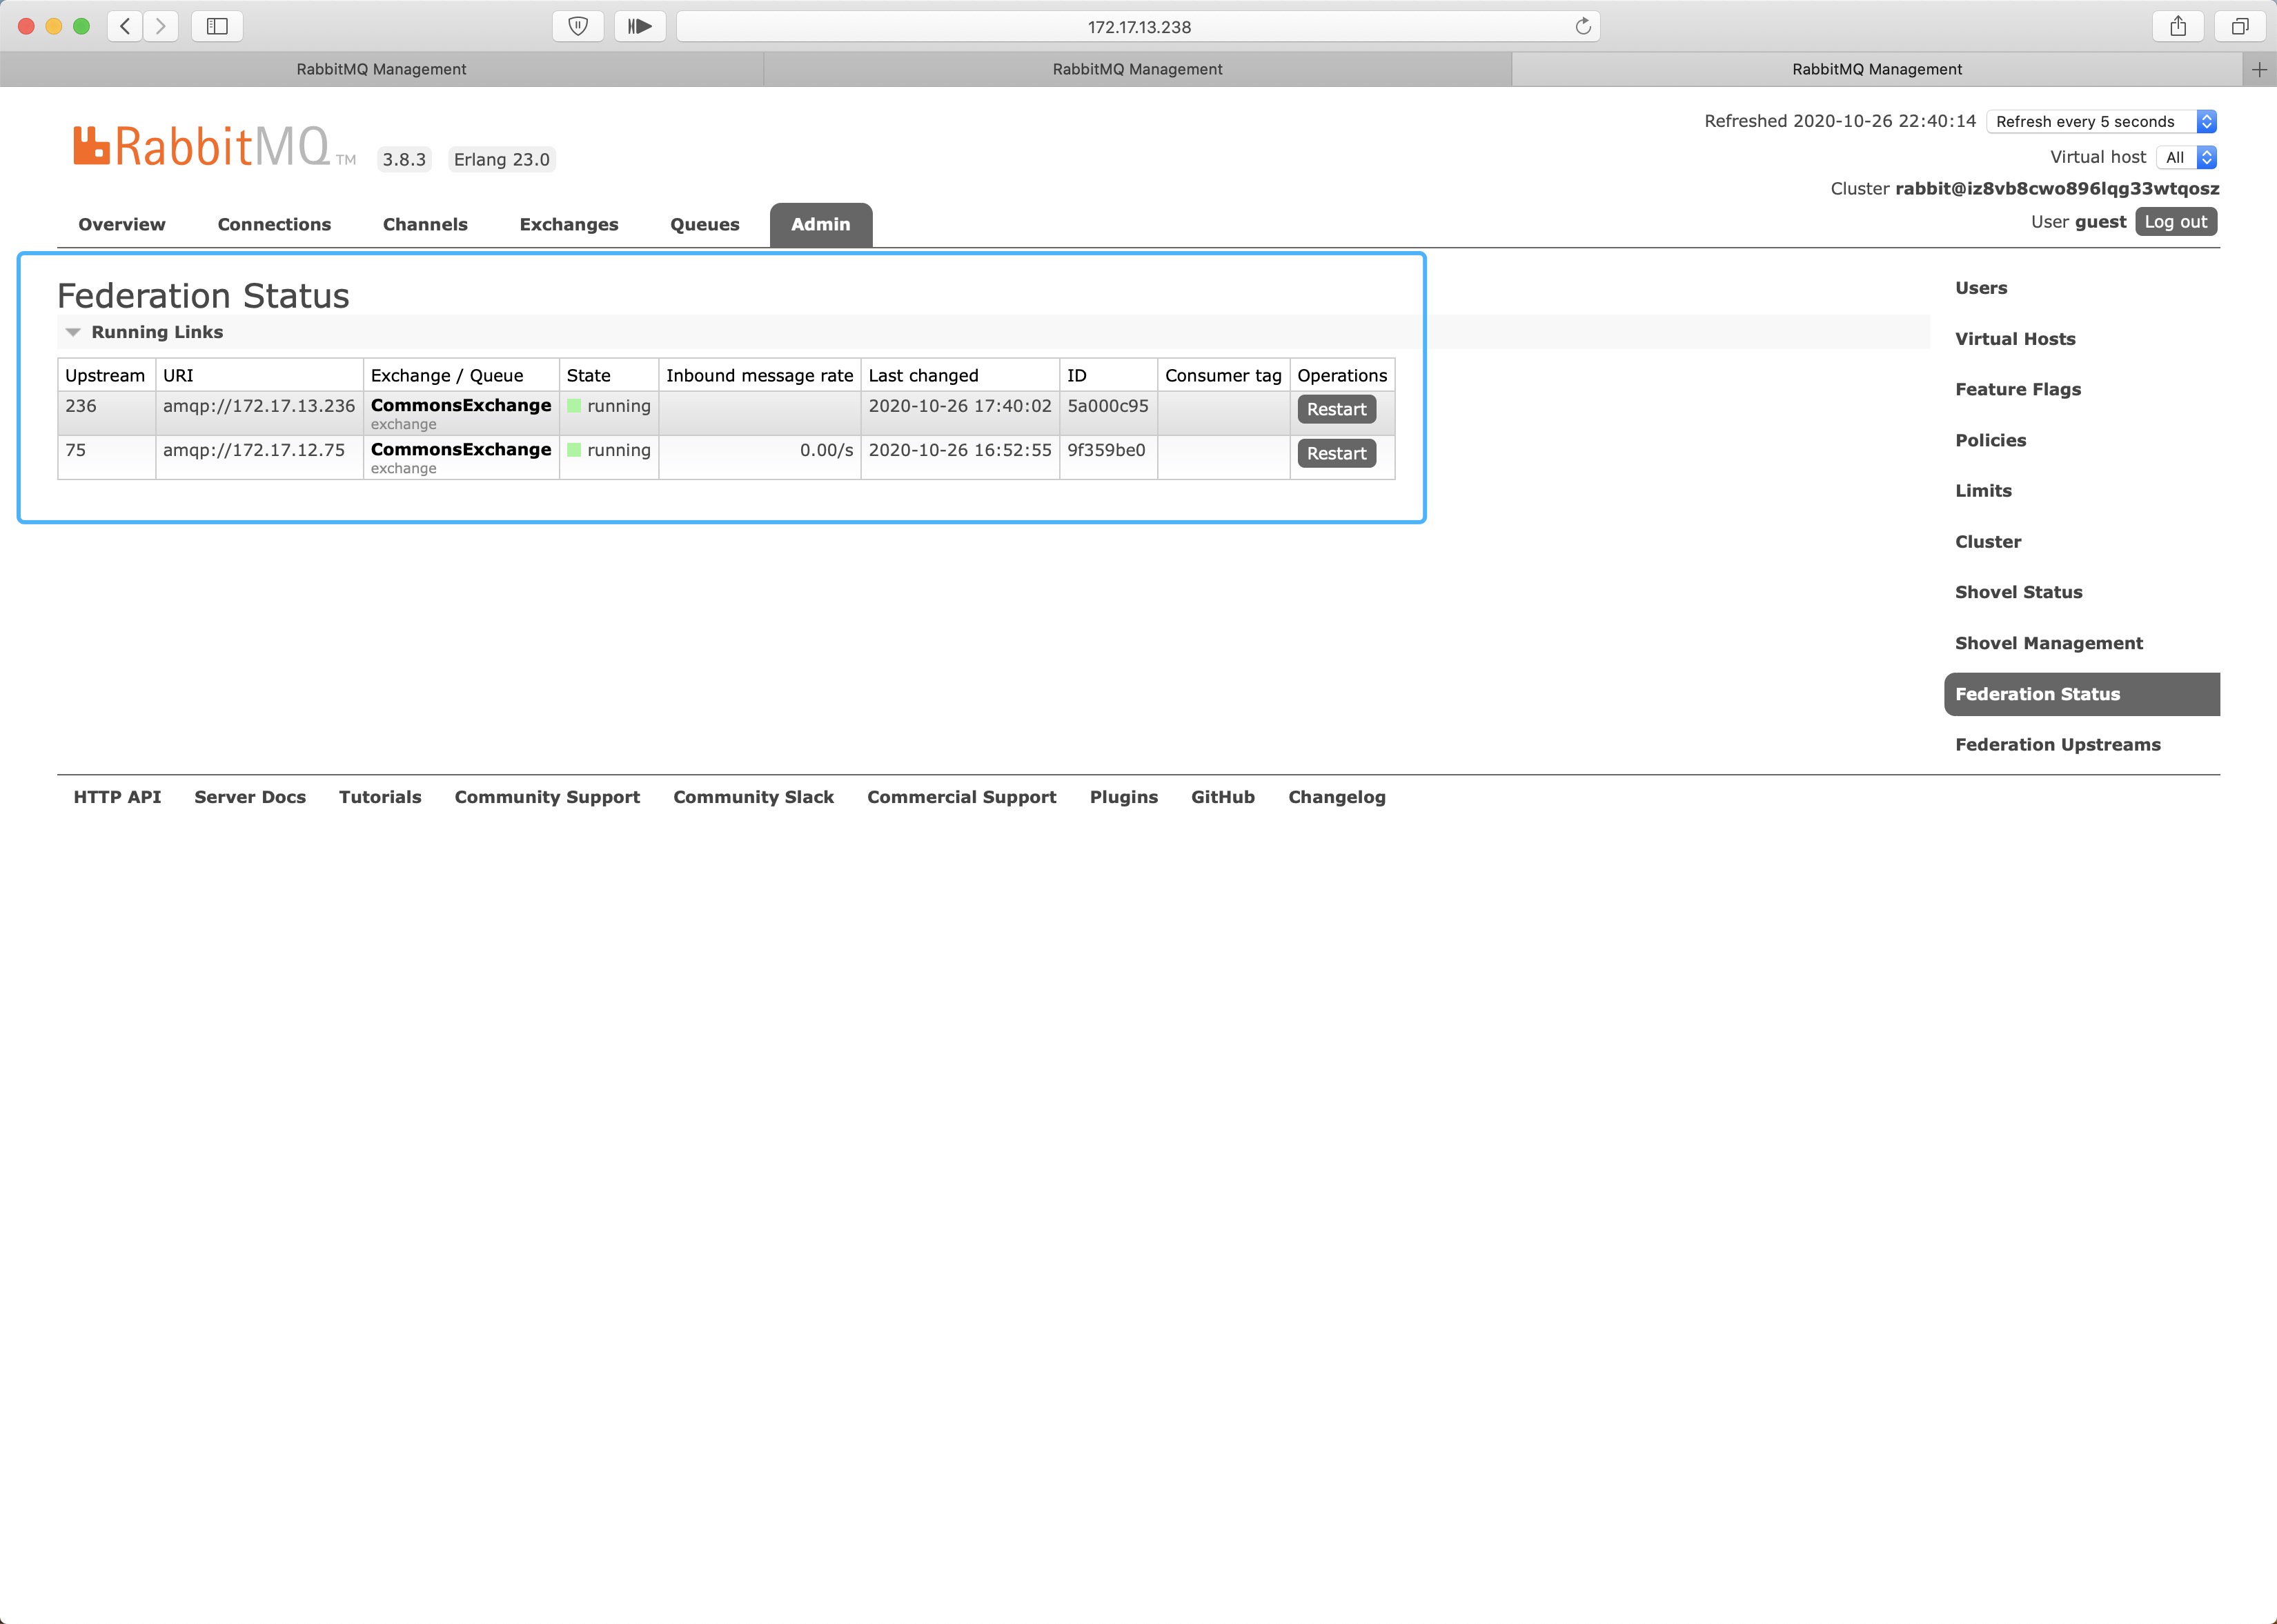 172.17.13.238
RabbitMQ Management
RabbitMQ Management
RabbitMQ Management
RabbitMQ TM 3.8.3 Erlang 23.0
Refreshed 2020-10-26 22:40:14 Refresh every 5 seconds
Virtual host All
Cluster rabbit@iz8vb8cwo896lqg33wtqosz
User guest Log out
Overview Connections Channels Exchanges Queues Admin
Federation Status
Running Links
Upstream URI Exchange / Queue State Inbound message rate Last changed ID Consumer tag Operations
236 amqp://172.17.13.236 CommonsExchange running 2020-10-26 17:40:02 5a000c95 Restart
exchange
75 amqp://172.17.12.75 CommonsExchange running 0.00/s 2020-10-26 16:52:55 9f359be0 Restart
exchange
Users
Virtual Hosts
Feature Flags
Policies
Limits
Cluster
Shovel Status
Shovel Management
Federation Status
Federation Upstreams
HTTP API Server Docs Tutorials Community Support Community Slack Commercial Support Plugins GitHub Changelog